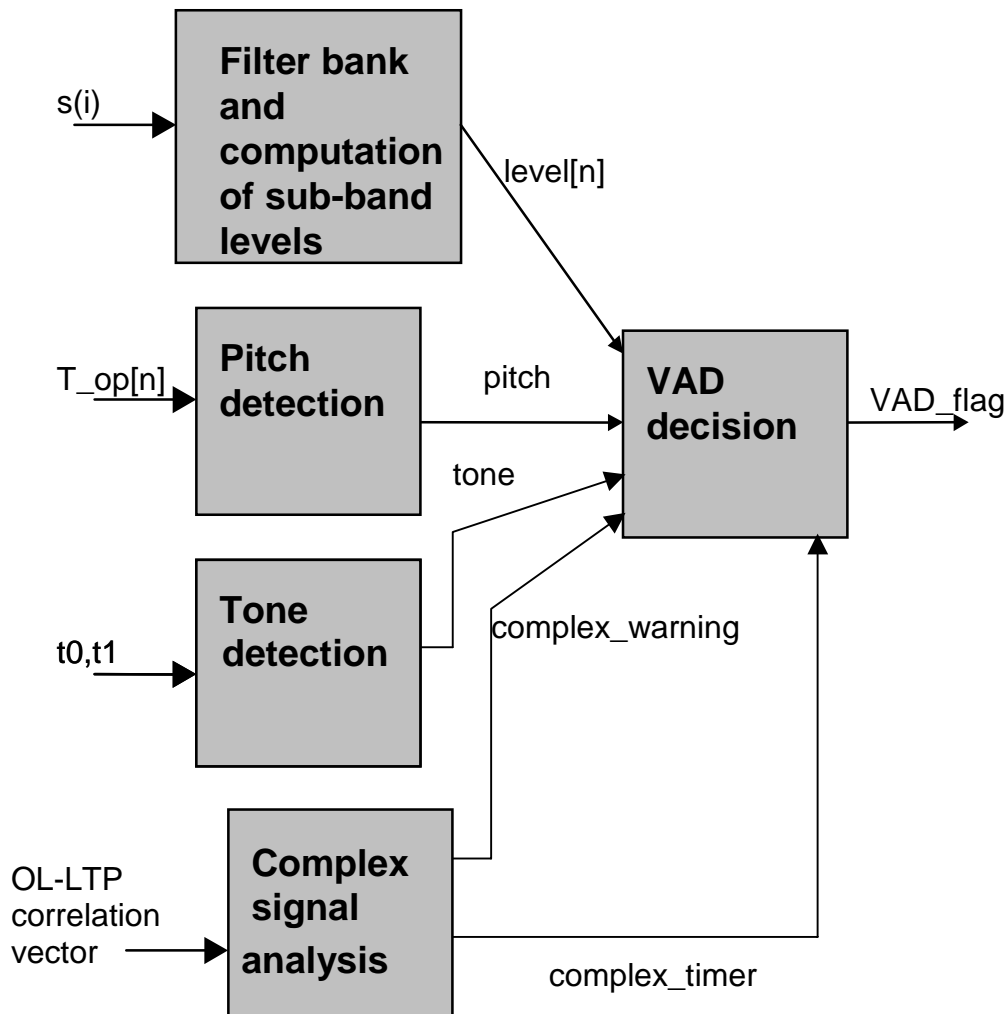 Filter bank
and
computation
of sub-band
levels
s(i)
level[n]
Pitch
detection
T_op[n]
pitch
VAD
decision
VAD_flag
tone
Tone
detection
t0,t1
complex_warning
Complex
signal
analysis
OL-LTP
correlation
vector
complex_timer